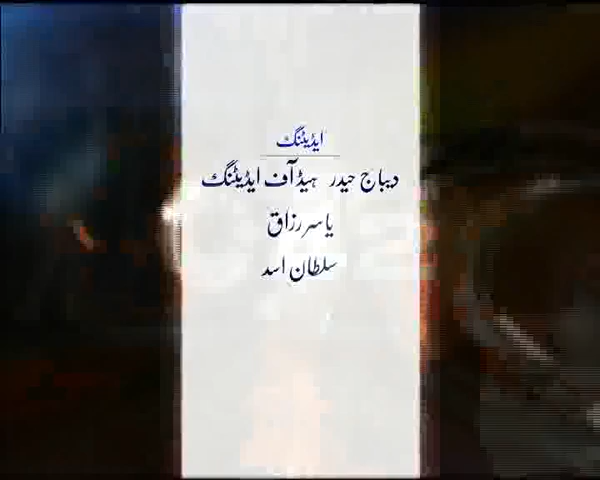 ایڈیٹنگ
دیباج حیدر ہیڈ آف ایڈیٹنگ
یاسر رزاق
سلطان اسد